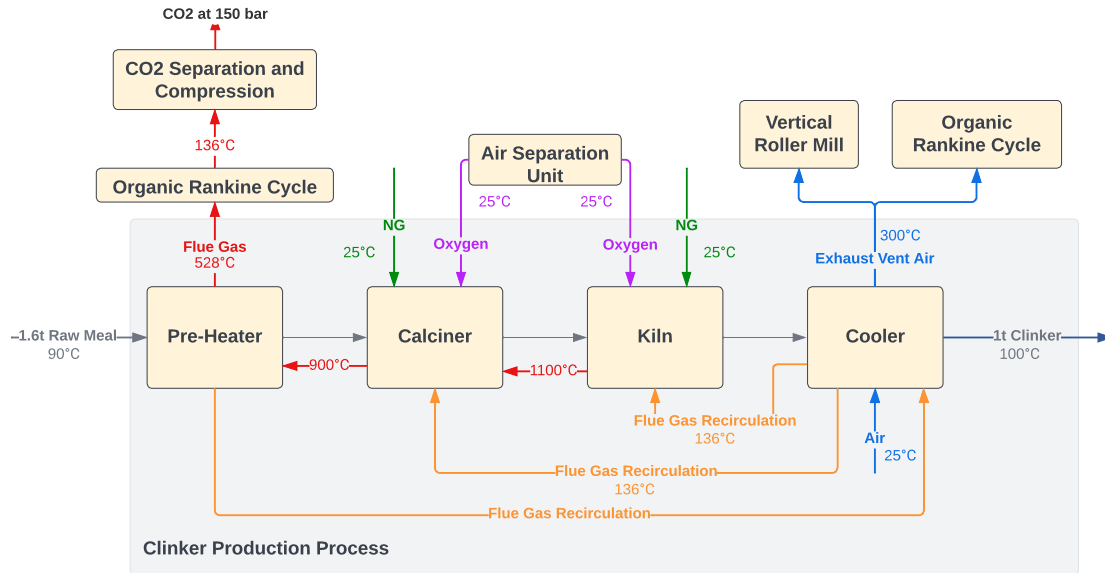 CO2 at 150 bar
CO2 Separation and
Compression
136°C
Organic Rankine Cycle
Air Separation
Unit
Vertical
Roller Mill
Organic
Rankine Cycle
25°C
25°C
NG
25°C
Oxygen
Oxygen
NG
25°C
Flue Gas
528°C
300°C
Exhaust Vent Air
1.6t Raw Meal
90°C
Pre-Heater
Calciner
Kiln
Cooler
1t Clinker
100°C
900°C
1100°C
Flue Gas Recirculation
136°C
Air
25°C
Flue Gas Recirculation
136°C
Flue Gas Recirculation
Clinker Production Process